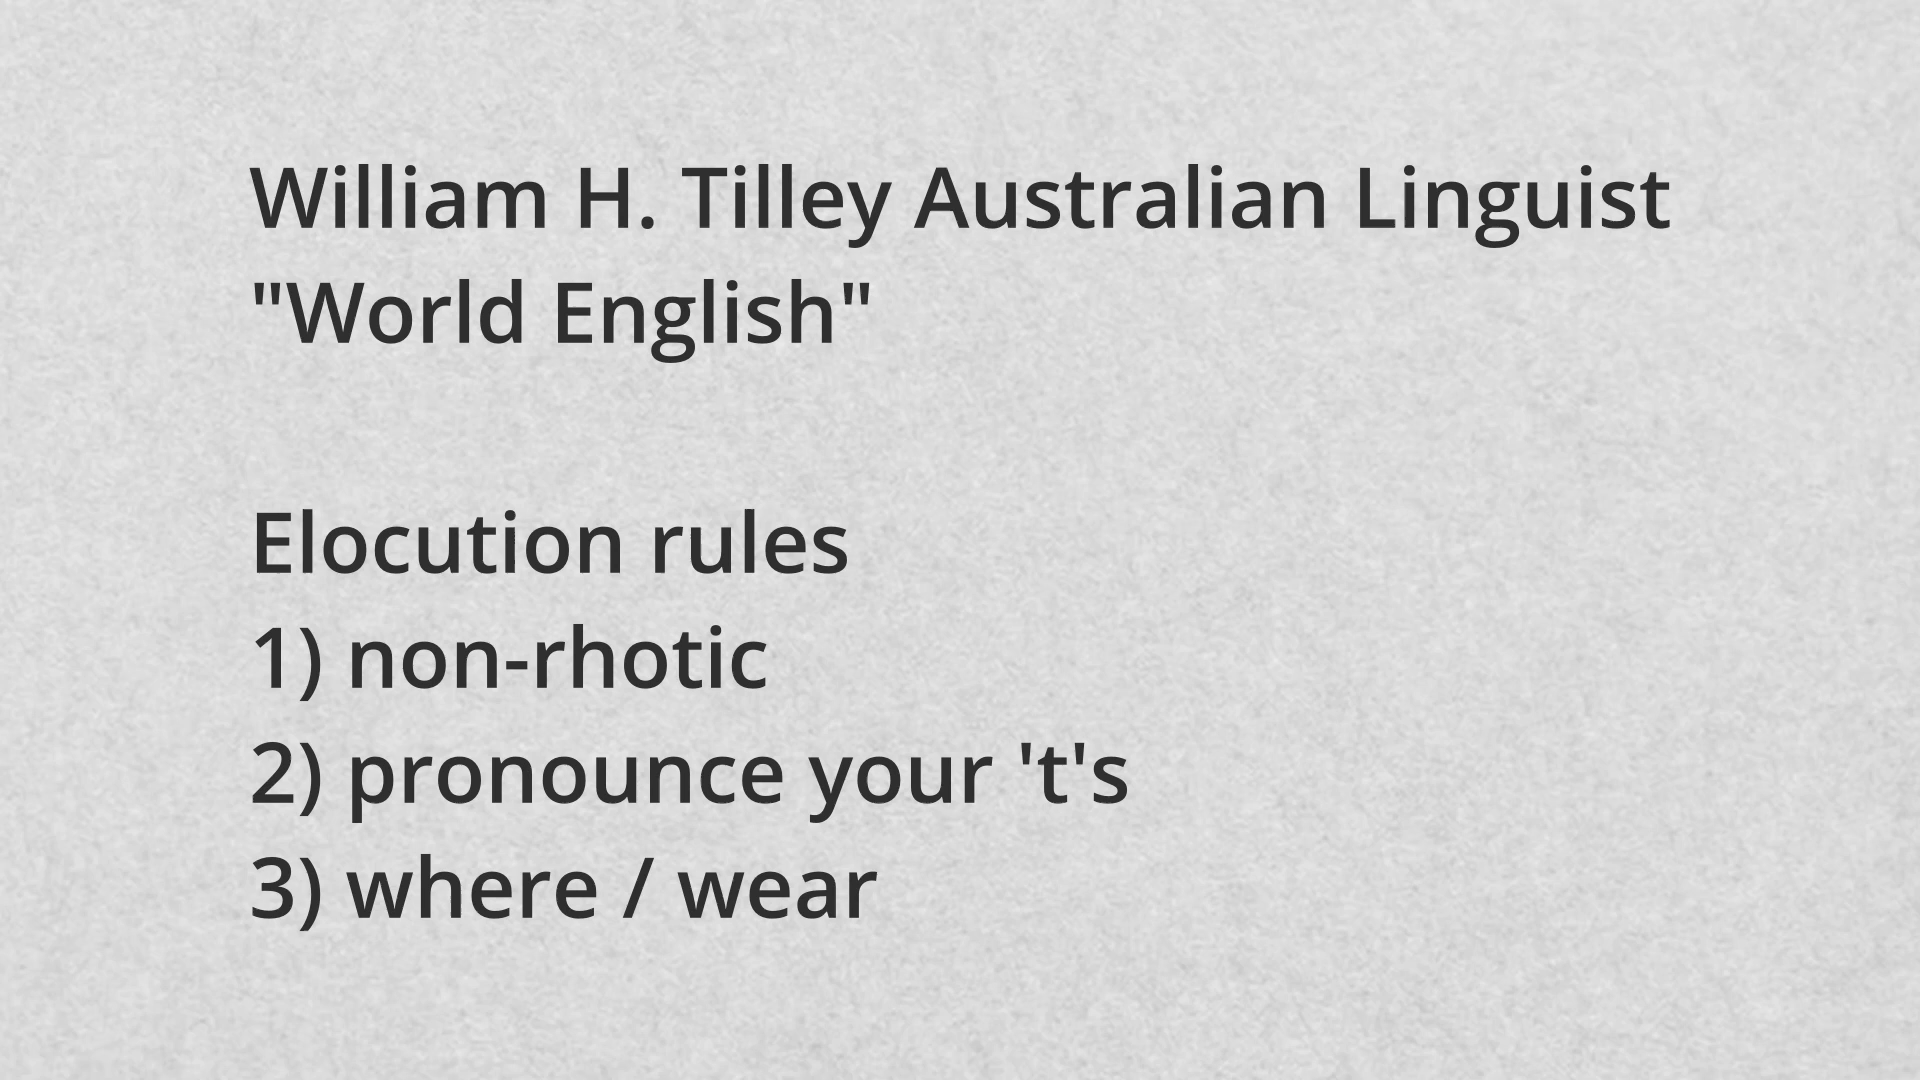 William H. Tilley Australian Linguist
"World English"
Elocution rules
1) non-rhotic
2) pronounce your 't's
3) where / wear